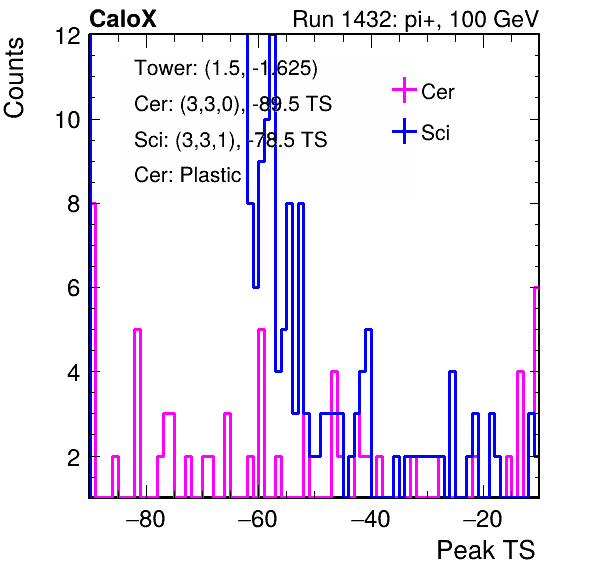 CaloX Run 1432: pi+, 100 GeV
Counts
12
10
8
6
4
2
Tower: (1.5, -1.625)
Cer: (3,3,0), -89.5 TS
Sci: (3,3,1), -78.5 TS
Cer: Plastic
Cer
Sci
−80 −60 −40 −20
Peak TS